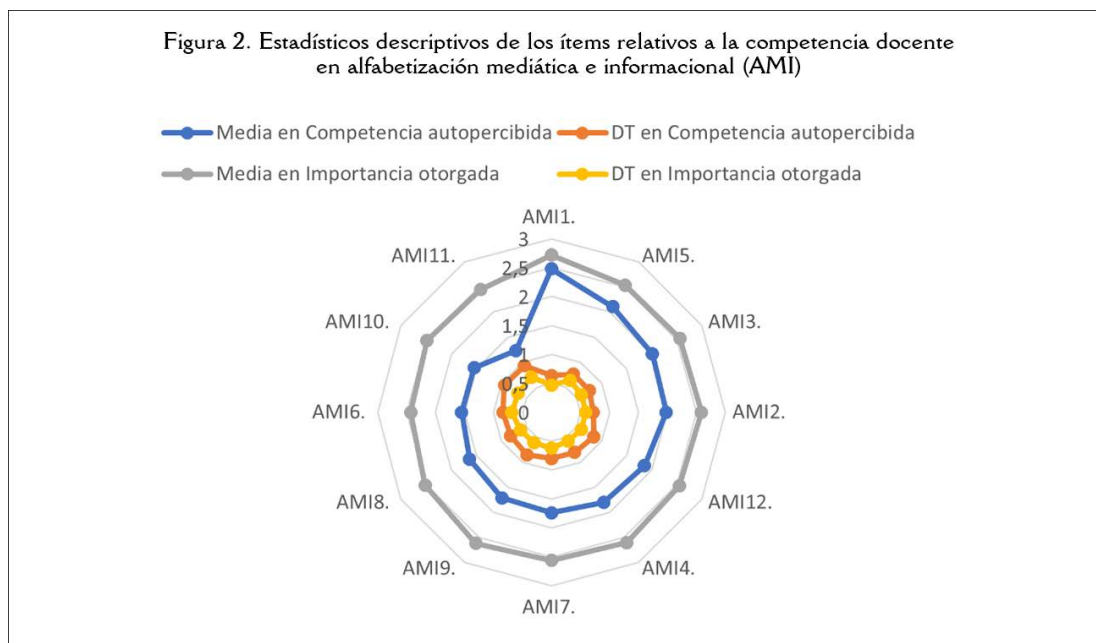 Figura 2. Estadísticos descriptivos de los ítems relativos a la competencia docente
en alfabetización mediática e informacional (AMI)
Media en Competencia autopercibida
DT en Competencia autopercibida
Media en Importancia otorgada
DT en Importancia otorgada
AMI1.
AMI5.
AMI3.
AMI2.
AMI12.
AMI4.
AMI7.
AMI9.
AMI8.
AMI6.
AMI10.
AMI11.
3
2,5
2
1,5
1
0,5
0